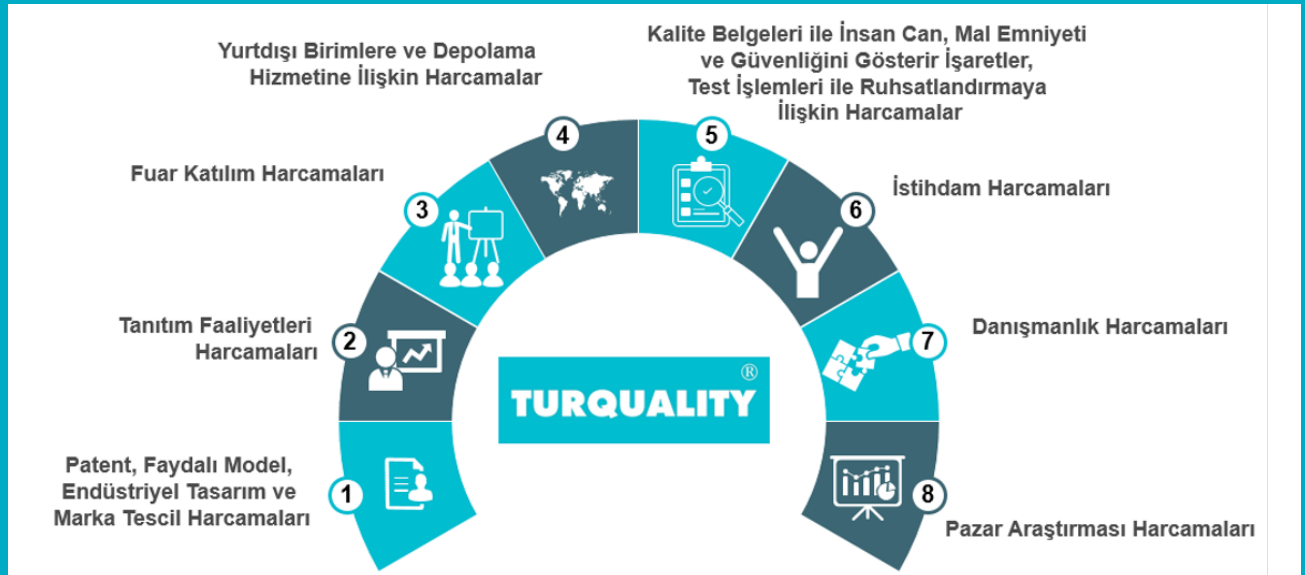 Yurtdışı Birimlere ve Depolama
Hizmetine İlişkin Harcamalar
Kalite Belgeleri ile İnsan Can, Mal Emniyeti
ve Güvenliğini Gösterir İşaretler,
Test İşlemleri ile Ruhsatlandırmaya
İlişkin Harcamalar
4
5
Fuar Katılım Harcamaları
3
6
İstihdam Harcamaları
Tanıtım Faaliyetleri
Harcamaları
2
7
Danışmanlık Harcamaları
TURQUALITY®
Patent, Faydalı Model,
Endüstriyel Tasarım ve
Marka Tescil Harcamaları
1
8
Pazar Araştırması Harcamaları